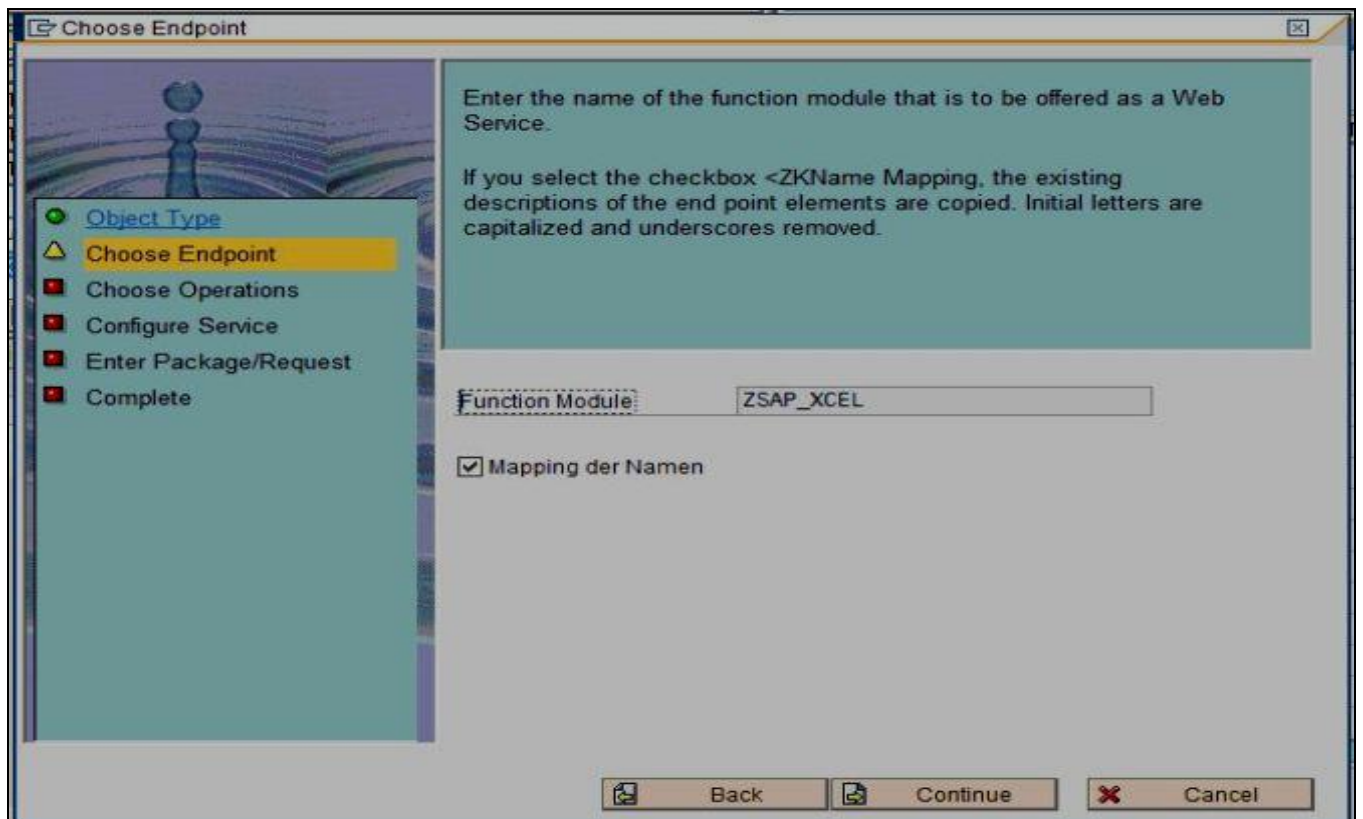 Choose Endpoint
Enter the name of the function module that is to be offered as a Web
Service.
If you select the checkbox <ZKName Mapping, the existing
descriptions of the end point elements are copied. Initial letters are
capitalized and underscores removed.
Object Type
Choose Endpoint
Choose Operations
Configure Service
Enter Package/Request
Complete
Function Module ZSAP_XCEL
Mapping der Namen
Back Continue Cancel